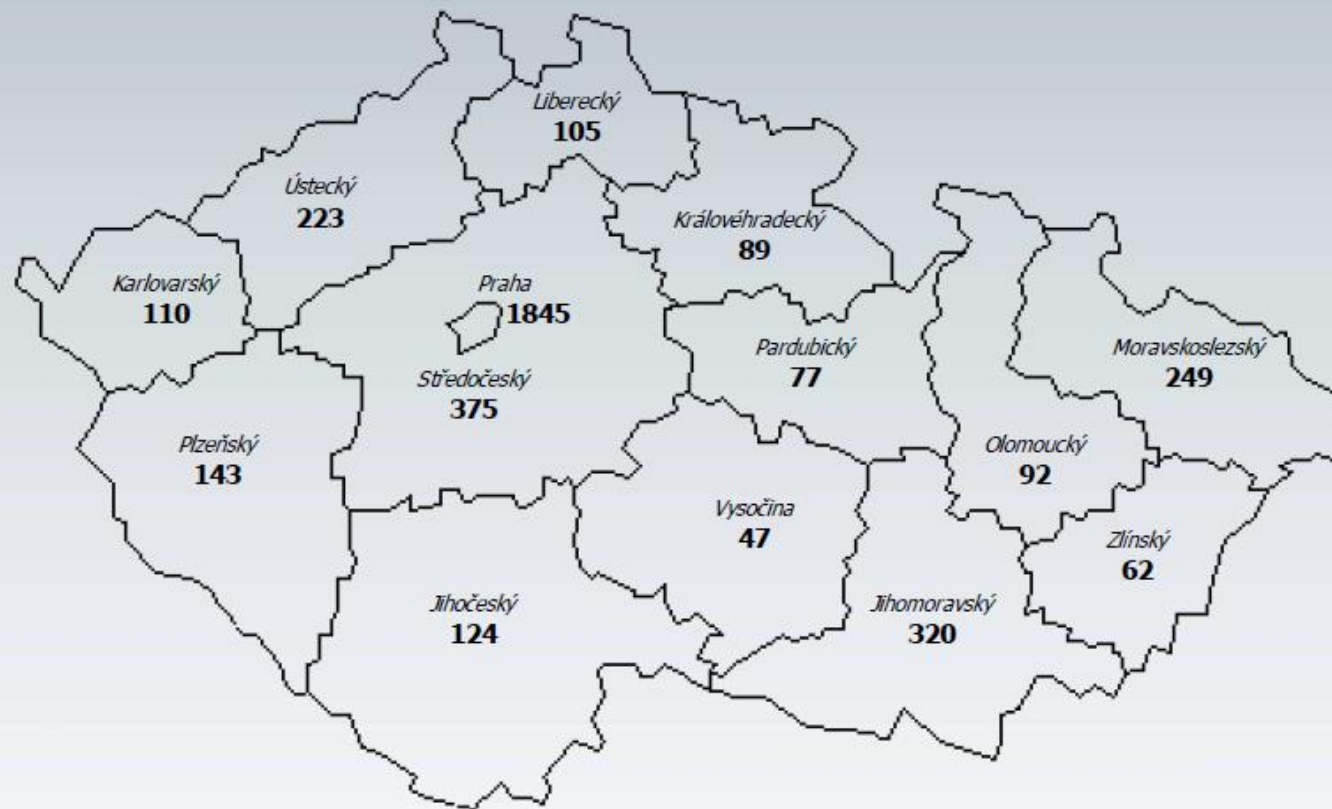 Liberecký
105
Ústecký
223
Královéhradecký
89
Karlovarský
110
Praha
1845
Pardubický
77
Moravskoslezský
249
Středočeský
375
Plzeňský
143
Olomoucký
92
Vysočina
47
Zlínský
62
Jihočeský
124
Jihomoravský
320